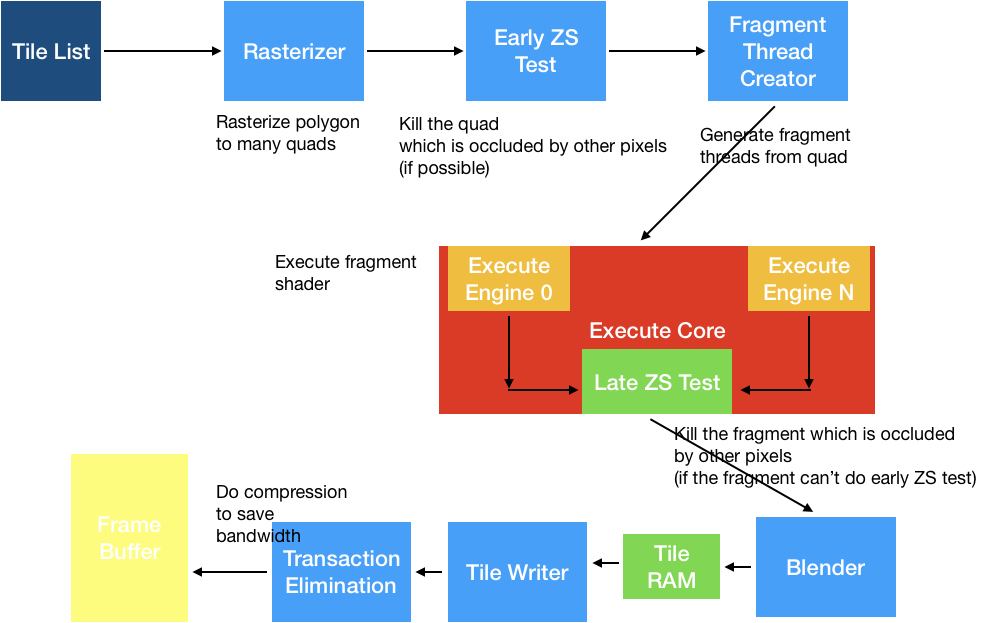 Tile List
Rasterizer
Early ZS
Test
Fragment
Thread
Creator
Rasterize polygon
to many quads
Kill the quad
which is occluded by other pixels
(if possible)
Generate fragment
threads from quad
Execute fragment
shader
Execute
Engine 0
Execute
Engine N
Execute Core
Late ZS Test
Kill the fragment which is occluded
by other pixels
(if the fragment can't do early ZS test)
Frame
Buffer
Do compression
to save
bandwidth
Transaction
Elimination
Tile Writer
Tile
RAM
Blender